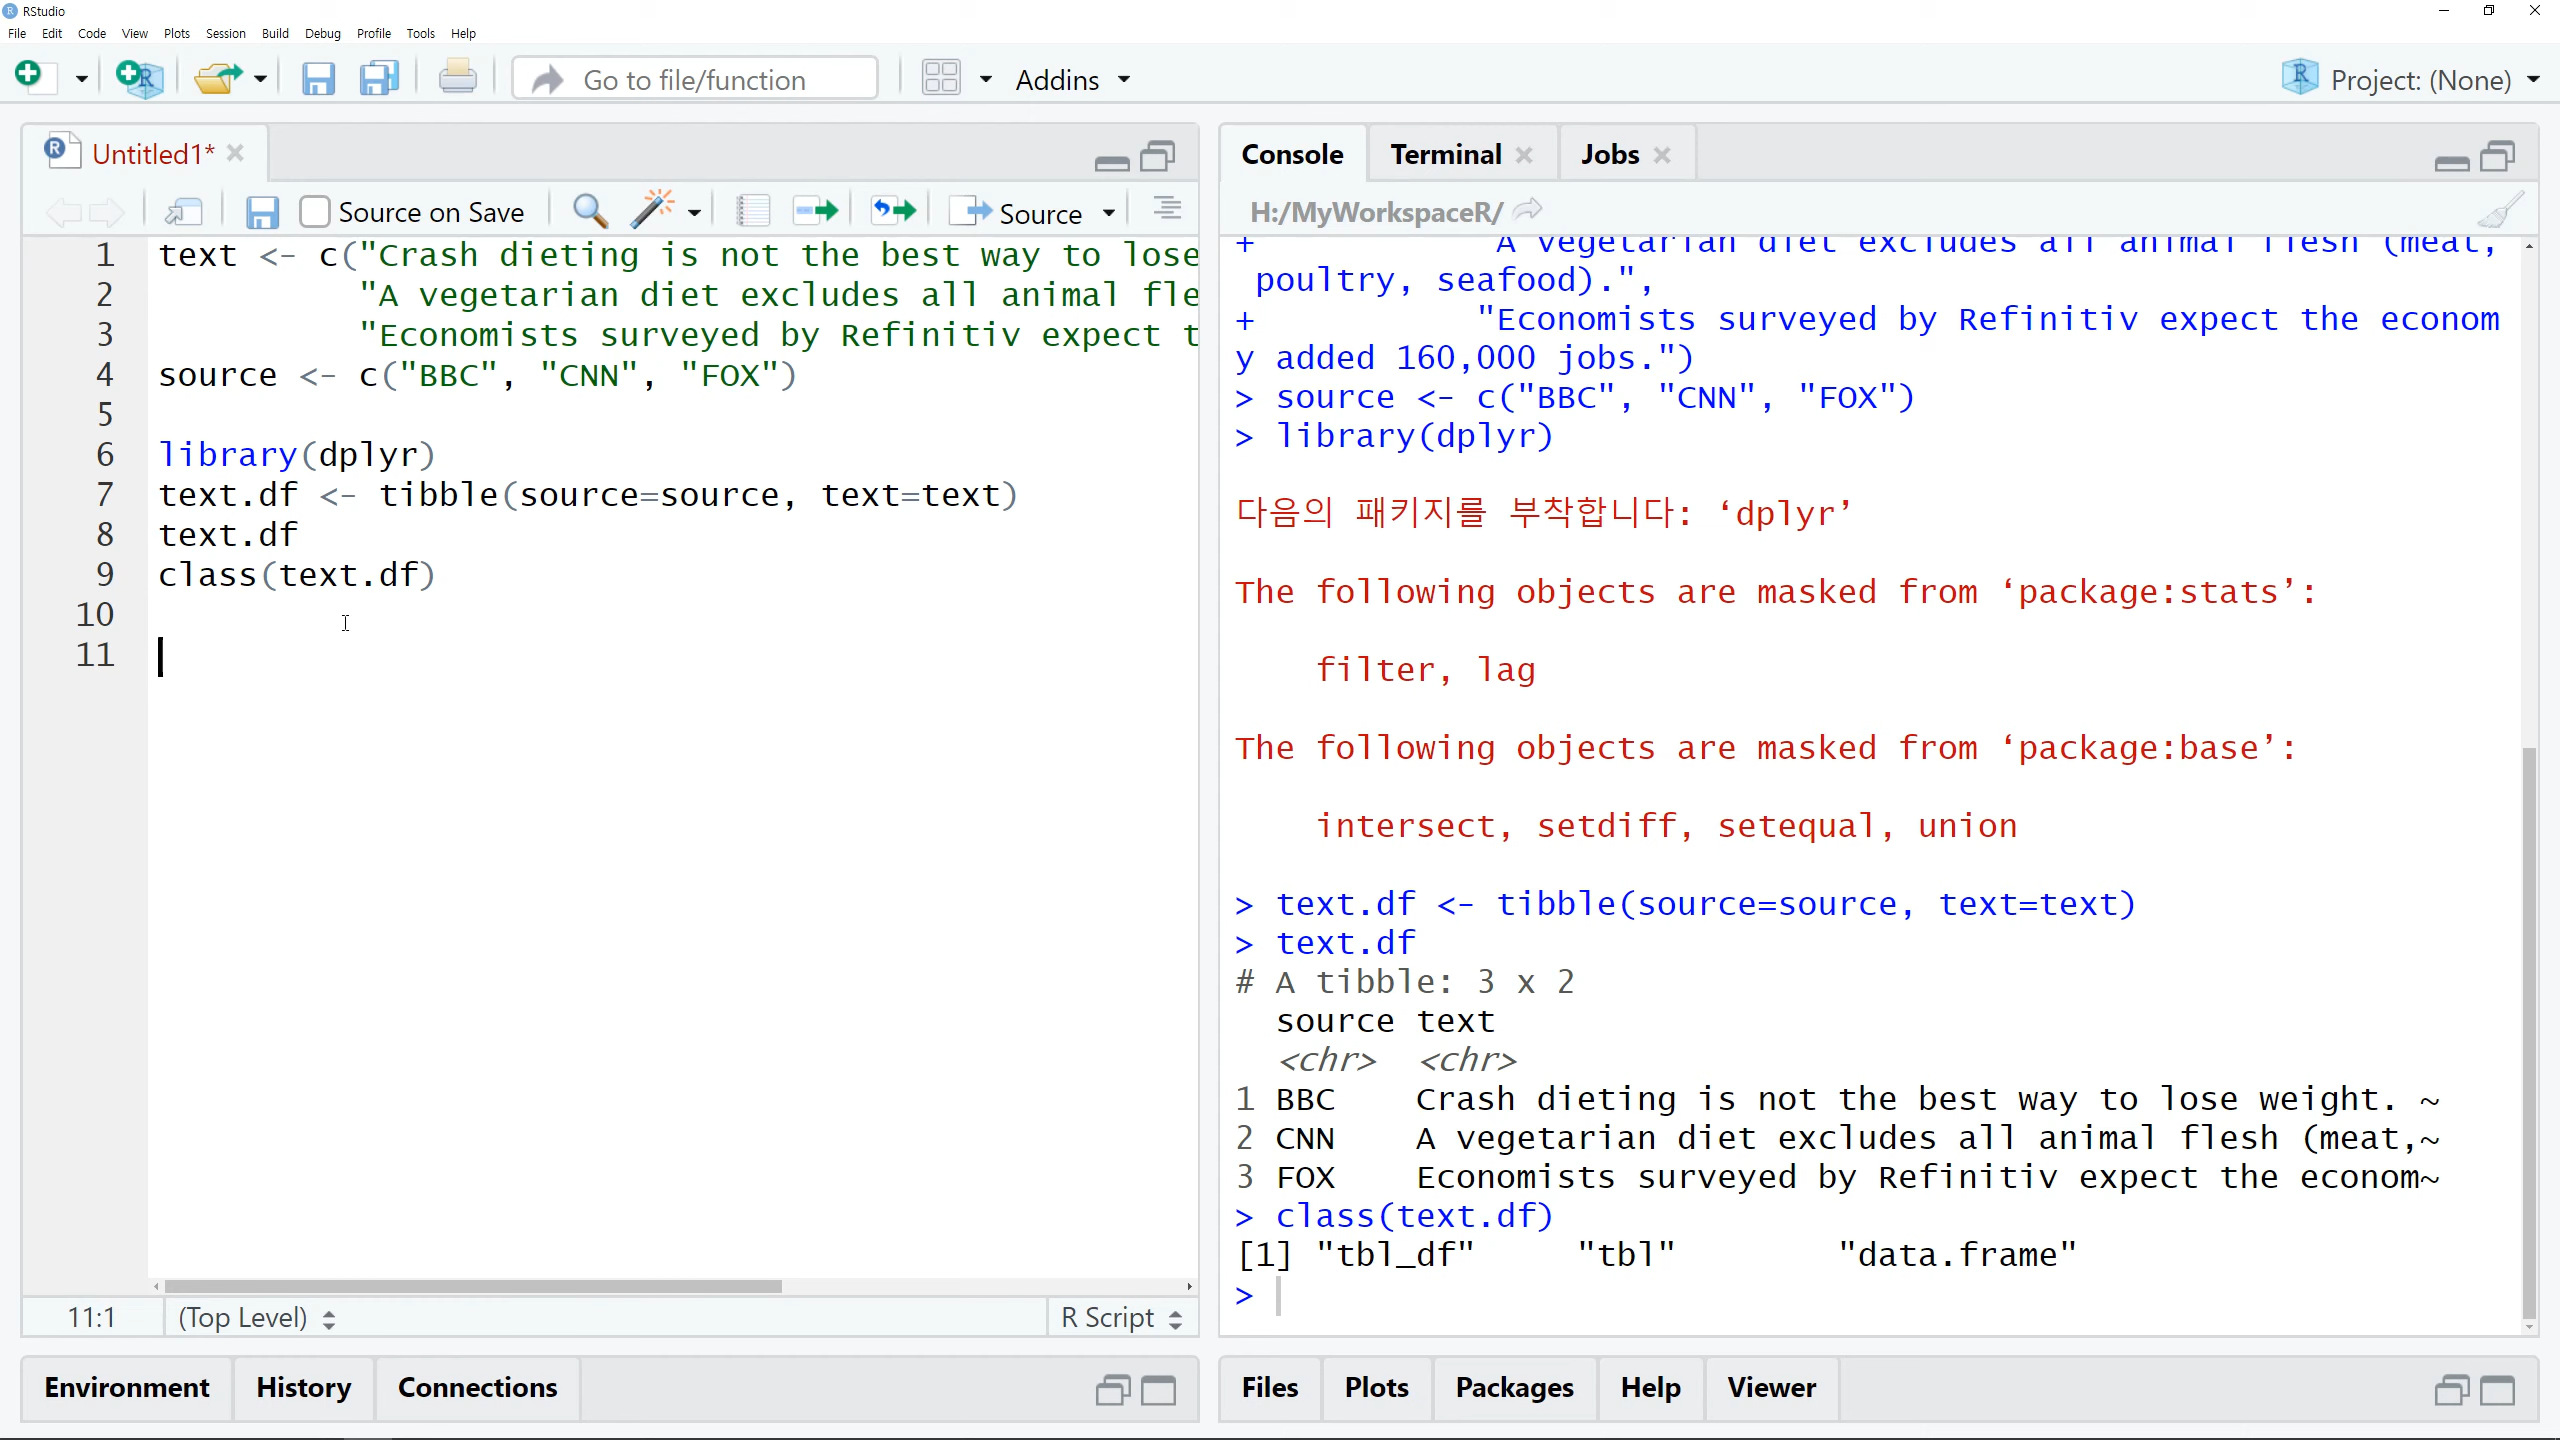 RStudio
File Edit Code View Plots Session Build Debug Profile Tools Help
Go to file/function Addins Project: (None)
Untitled1*
Source on Save Source
1 text <- c("Crash dieting is not the best way to lose
2 "A vegetarian diet excludes all animal fle
3 "Economists surveyed by Refinitiv expect t
4 source <- c("BBC", "CNN", "FOX")
5
6 library(dplyr)
7 text.df <- tibble(source=source, text=text)
8 text.df
9 class(text.df)
10
11
11:1 (Top Level) R Script
Environment History Connections
Console Terminal Jobs
H:/MyWorkspaceR/
+ "A vegetarian diet excludes all animal flesh (meat,
poultry, seafood).",
+ "Economists surveyed by Refinitiv expect the econom
y added 160,000 jobs.")
> source <- c("BBC", "CNN", "FOX")
> library(dplyr)
다음의 패키지를 부착합니다: ‘dplyr’
The following objects are masked from ‘package:stats’:
filter, lag
The following objects are masked from ‘package:base’:
intersect, setdiff, setequal, union
> text.df <- tibble(source=source, text=text)
> text.df
# A tibble: 3 x 2
source text
<chr> <chr>
1 BBC Crash dieting is not the best way to lose weight. ~
2 CNN A vegetarian diet excludes all animal flesh (meat,~
3 FOX Economists surveyed by Refinitiv expect the econom~
> class(text.df)
[1] "tbl_df" "tbl" "data.frame"
>
Files Plots Packages Help Viewer